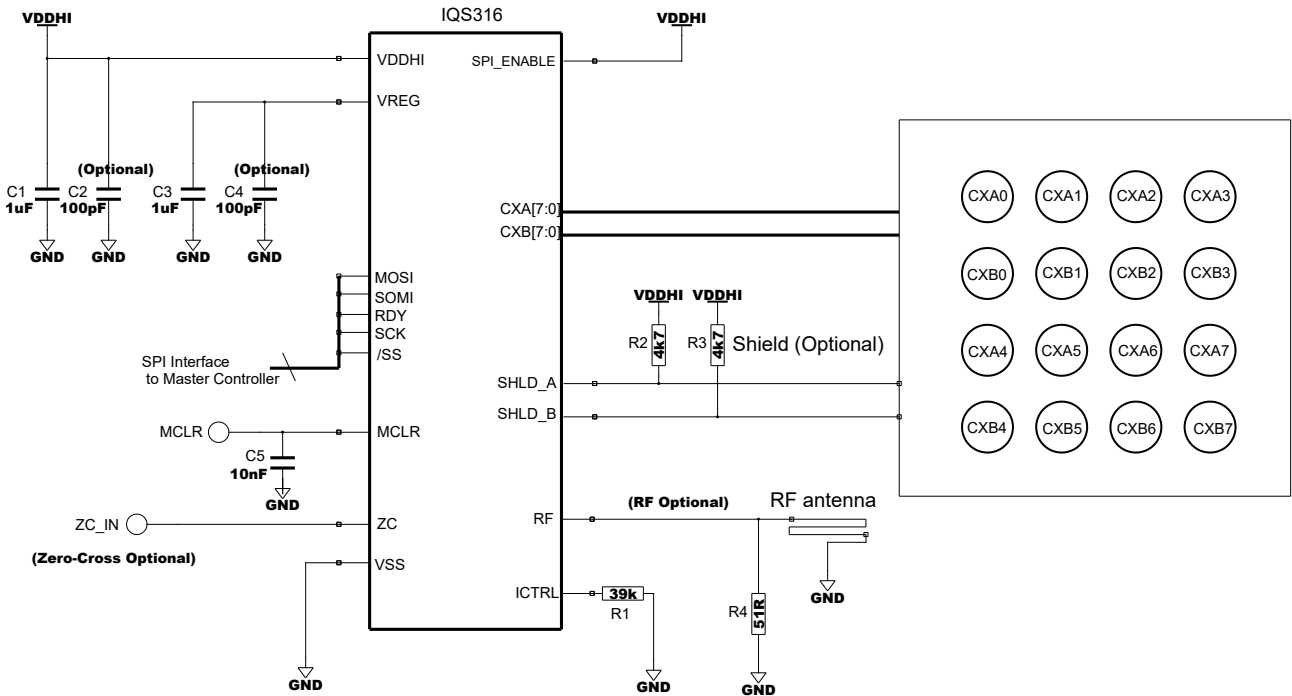 IQS316
VDDHI
VDDHI
VDDHI
SPI_ENABLE
VREG
(Optional)
(Optional)
C1
1uF
C2
100pF
C3
1uF
C4
100pF
GND
GND
GND
GND
CXA[7:0]
CXB[7:0]
CXA0
CXA1
CXA2
CXA3
CXB0
CXB1
CXB2
CXB3
CXA4
CXA5
CXA6
CXA7
CXB4
CXB5
CXB6
CXB7
MOSI
SOMI
RDY
SCK
/SS
SPI Interface
to Master Controller
VDDHI
VDDHI
R2
4k7
R3
4k7
Shield (Optional)
SHLD_A
SHLD_B
MCLR
MCLR
C5
10nF
GND
ZC_IN
ZC
(Zero-Cross Optional)
VSS
GND
RF
(RF Optional)
RF antenna
GND
ICTRL
39k
R1
GND
R4
51R
GND